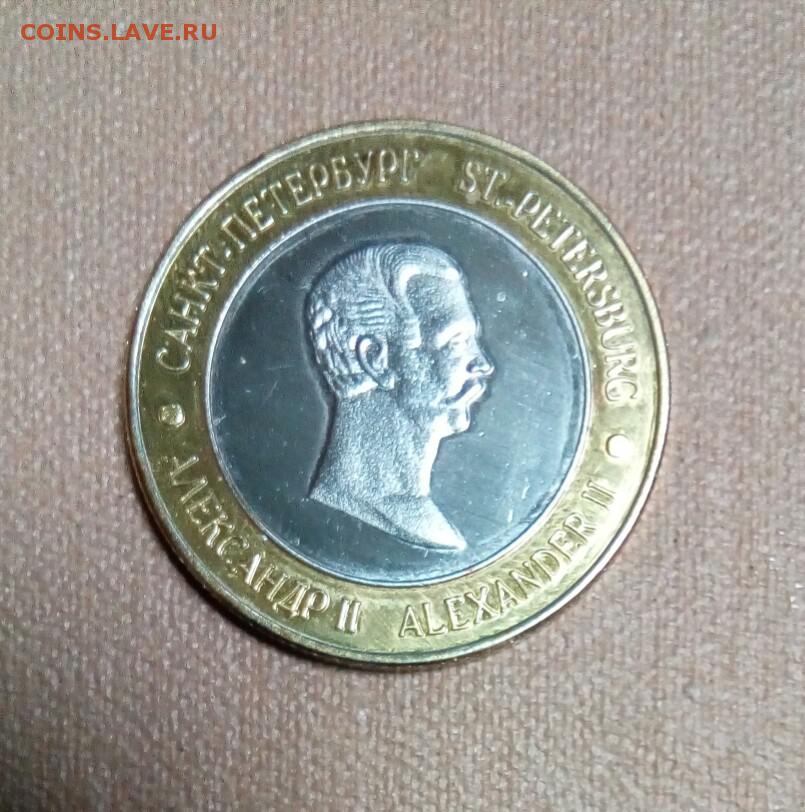 COINS.LAVE.RU
САНКТ-ПЕТЕРБУРГ ST.-PETERSBURG
АЛЕКСАНДР II ALEXANDER II